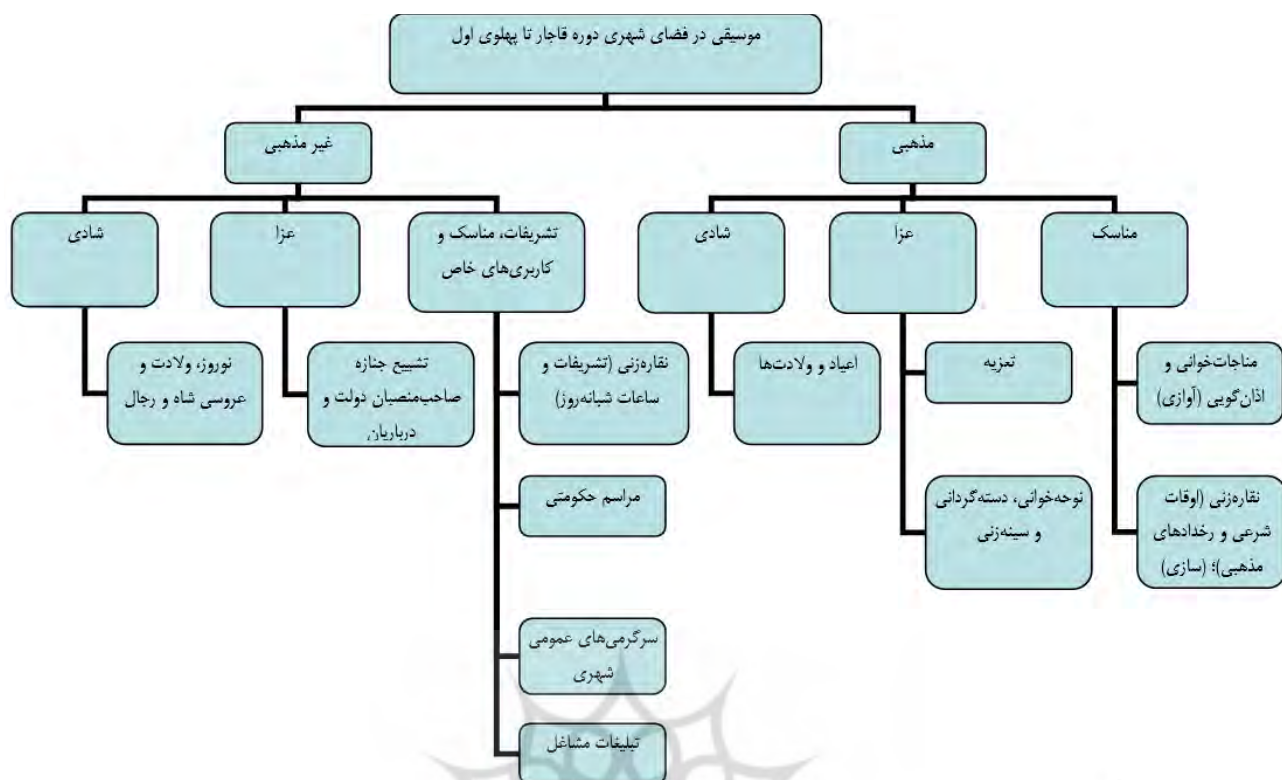 موسیقی در فضای شهری دوره قاجار تا پهلوی اول
مذهبی
غیر مذهبی
مناسک
عزا
شادی
تشریفات، مناسک و
کاربری‌های خاص
عزا
شادی
مناجات‌خوانی و
اذان‌گویی (آوازی)
تعزیه
اعیاد و ولادت‌ها
نقاره‌زنی (تشریفات و
ساعات شبانه‌روز)
تشییع جنازه
صاحب‌منصبان دولت و
درباریان
نوروز، ولادت و
عروسی شاه و رجال
نقاره‌زنی (اوقات
شرعی و رخدادهای
مذهبی)؛ (سازی)
نوحه‌خوانی، دسته‌گردانی
و سینه‌زنی
مراسم حکومتی
سرگرمی‌های عمومی
شهری
تبلیغات مشاغل